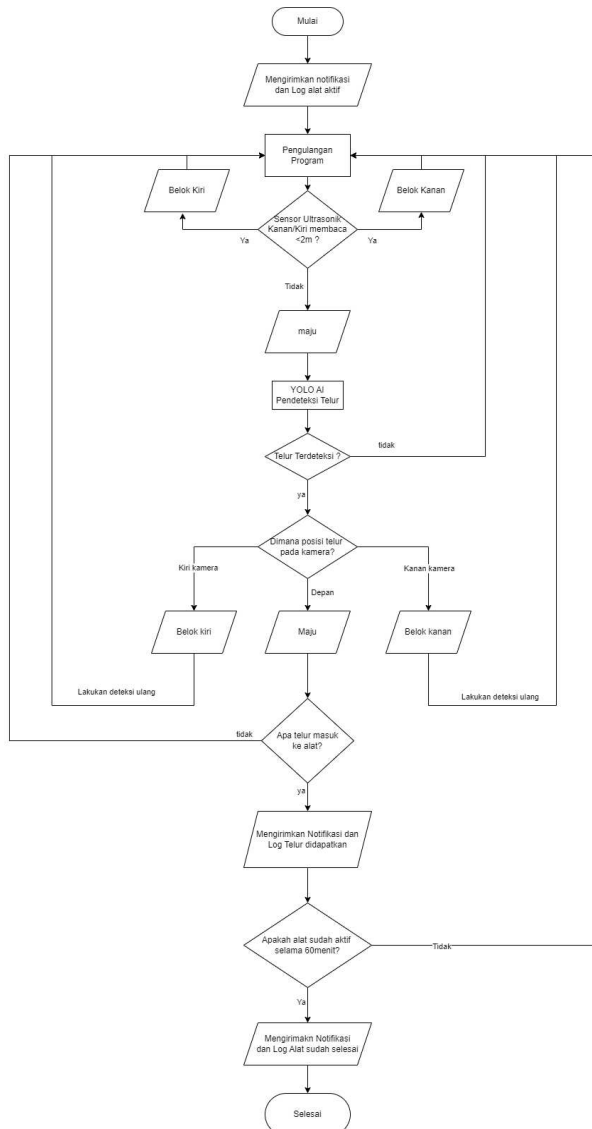 Mulai
Mengirimkan notifikasi
dan Log alat aktif
Pengulangan
Program
Belok Kiri
Belok Kanan
Sensor Ultrasonik
Kanan/Kiri membaca
<2m ?
Ya
Ya
Tidak
maju
YOLO AI
Pendeteksi Telur
Telur Terdeteksi ?
tidak
ya
Dimana posisi telur
pada kamera?
Kiri kamera
Kanan kamera
Depan
Belok kiri
Maju
Belok kanan
Lakukan deteksi ulang
Lakukan deteksi ulang
Apa telur masuk
ke alat?
tidak
ya
Mengirimkan Notifikasi dan
Log Telur didapatkan
Apakah alat sudah aktif
selama 60menit?
Tidak
Ya
Mengirimakn Notifikasi
dan Log Alat sudah selesai
Selesai